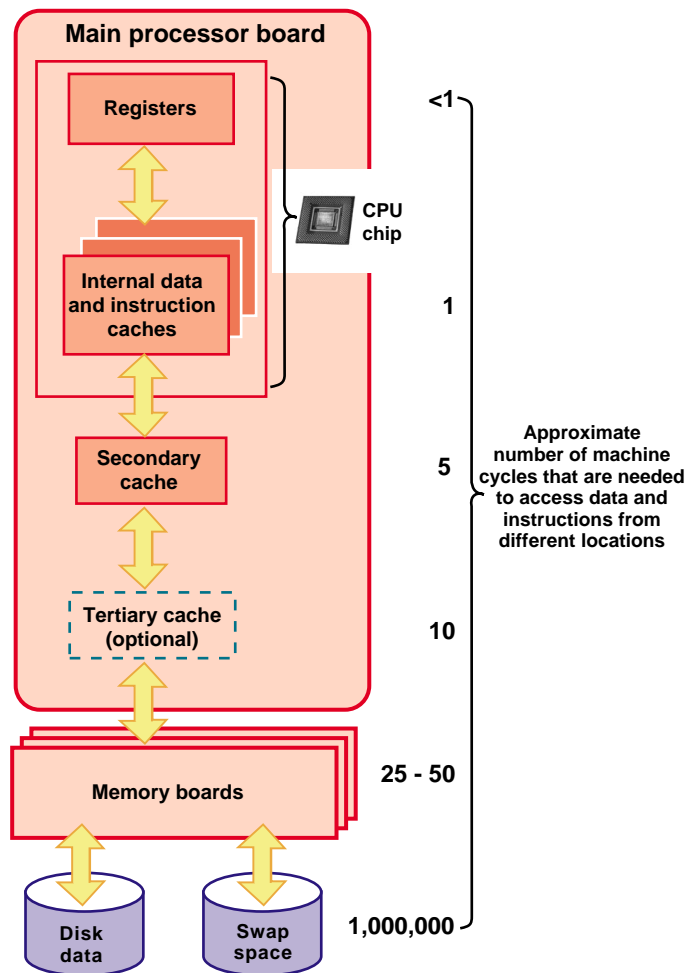 Main processor board
Registers
<1
CPU
chip
Internal data
and instruction
caches
1
Secondary
cache
5
Approximate
number of machine
cycles that are needed
to access data and
instructions from
different locations
Tertiary cache
(optional)
10
Memory boards
25 - 50
Disk
data
Swap
space
1,000,000